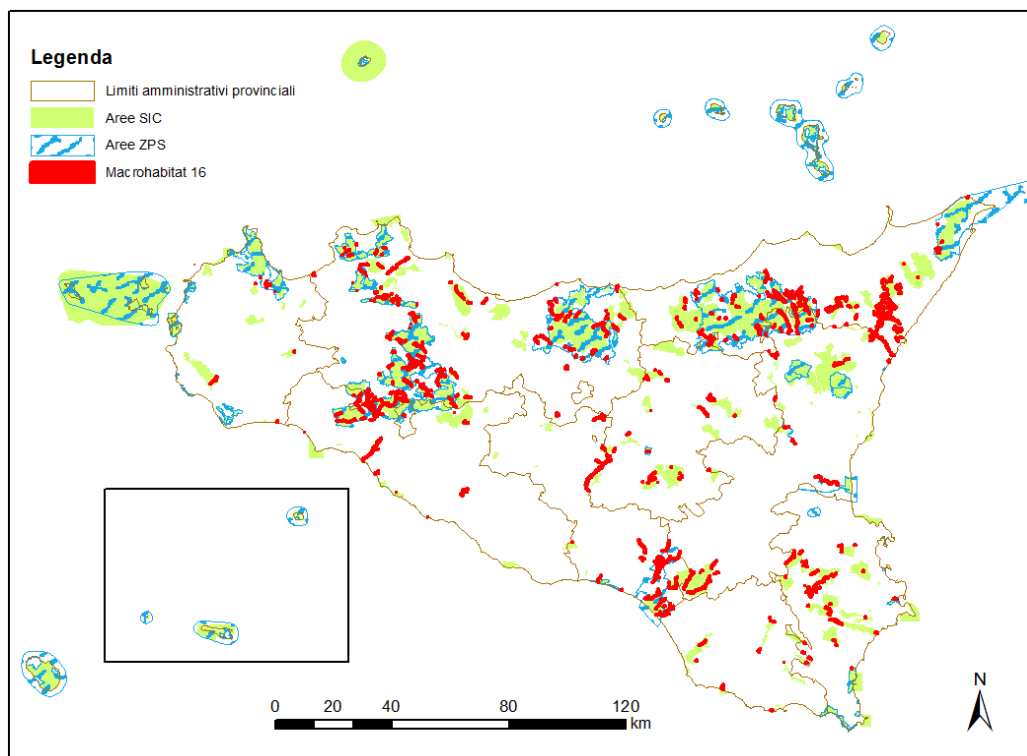 Legenda
Limiti amministrativi provinciali
Aree SIC
Aree ZPS
Macrohabitat 16
N
0 20 40 80 120
km